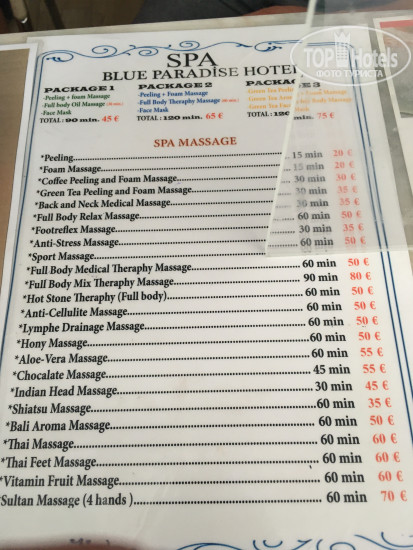 SPA
BLUE PARADİSE HOTEL
PACKAGE 1
-Peeling + foam Massage
-Full body Oil Massage
-Face Mask
TOTAL : 90 min. 45 €
PACKAGE 2
-Peeling + Foam Massage
-Full Body Theraphy Massage
-Face Mask
TOTAL : 120 min. 65 €
PACKAGE 3
75 €
SPA MASSAGE
*Peeling 15 min 20 €
*Foam Massage 15 min 20 €
*Coffee Peeling and Foam Massage 30 min 30 €
*Green Tea Peeling and Foam Massage 30 min 35 €
*Back and Neck Medical Massage 30 min 35 €
*Full Body Relax Massage 60 min 50 €
*Footreflex Massage 30 min 35 €
*Anti-Stress Massage 60 min 50 €
*Sport Massage 60 min 50 €
*Full Body Medical Theraphy Massage 60 min 50 €
*Full Body Mix Theraphy Massage 90 min 80 €
*Hot Stone Theraphy (Full body) 60 min 50 €
*Anti-Cellulite Massage 60 min 50 €
*Lymphe Drainage Massage 60 min 50 €
*Hony Massage 60 min 50 €
*Aloe-Vera Massage 60 min 55 €
*Chocalate Massage 45 min 55 €
*Indian Head Massage 30 min 45 €
*Shiatsu Massage 60 min 35 €
*Bali Aroma Massage 60 min 50 €
*Thai Massage 60 min 60 €
*Thai Feet Massage 60 min 60 €
*Vitamin Fruit Massage 60 min 60 €
*Sultan Massage (4 hands ) 60 min 70 €
TOPHotels
ФОТО ТУРИСТА